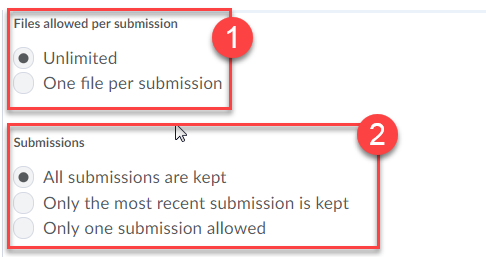 Files allowed per submission
1
Unlimited
One file per submission
2
Submissions
All submissions are kept
Only the most recent submission is kept
Only one submission allowed